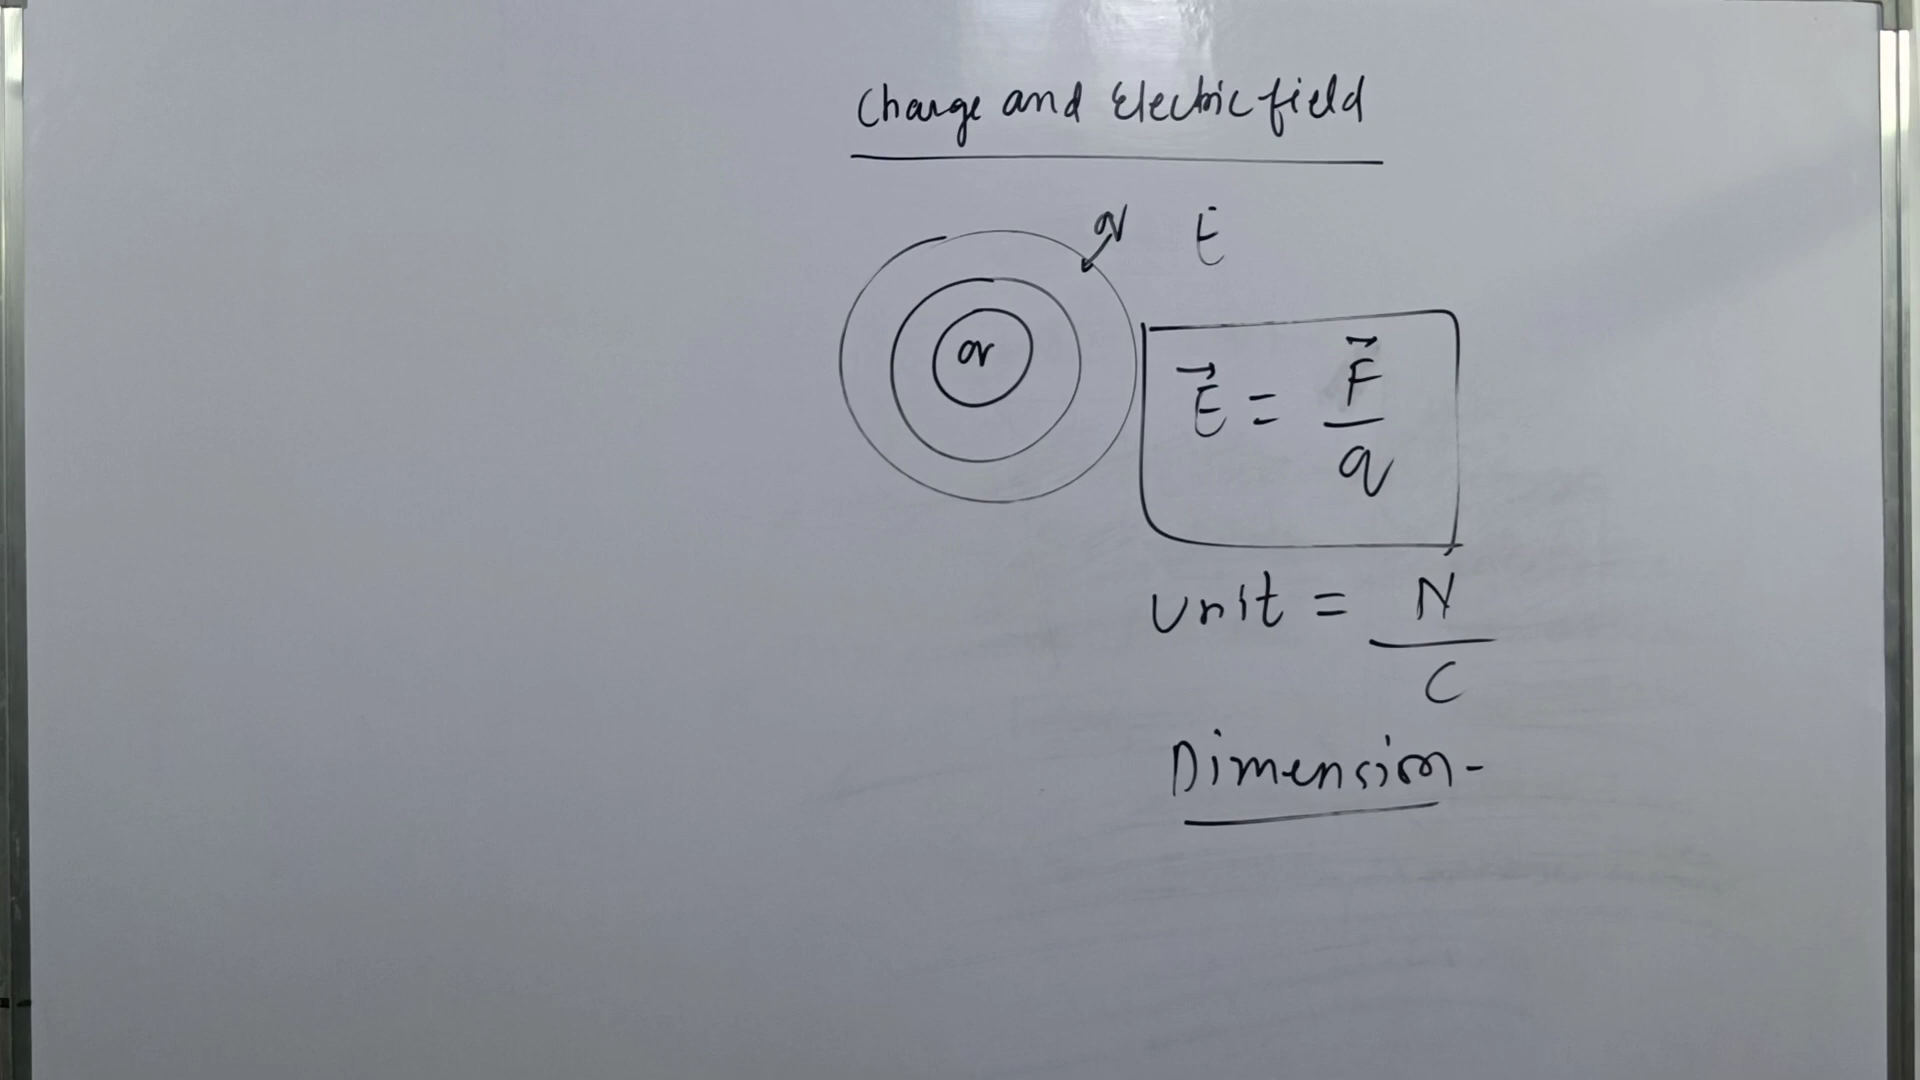 Charge and Electric field
q E
q
E⃗ = F⃗ / q
Unit = N / C
Dimension -